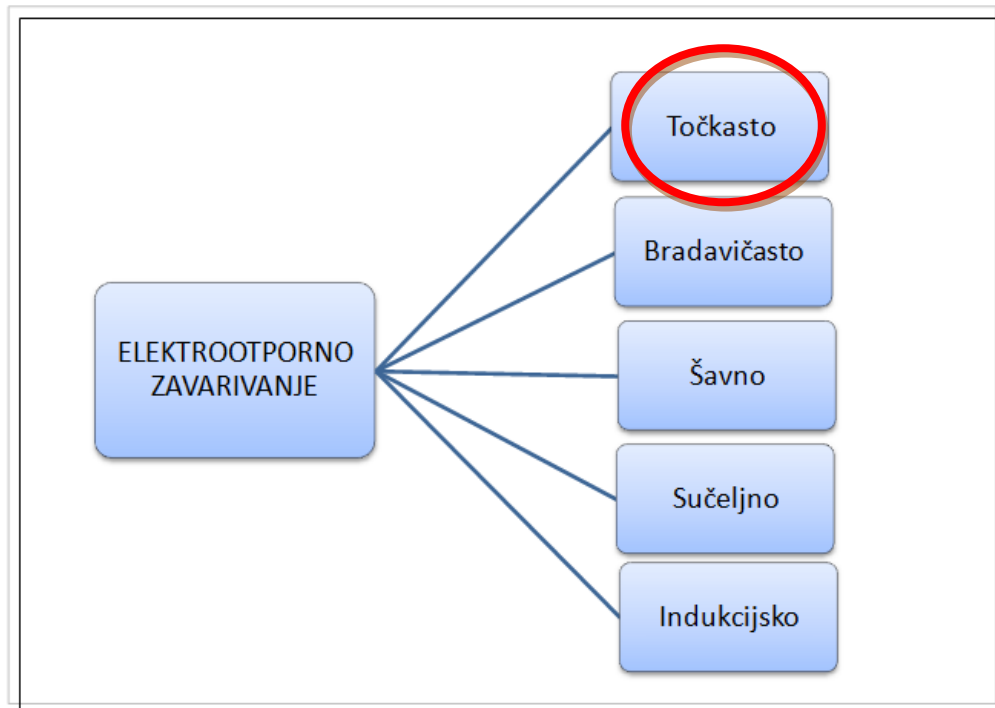 ELEKTROOTPORNO
ZAVARIVANJE
Točkasto
Bradavičasto
Šavno
Sučeljno
Indukcijsko